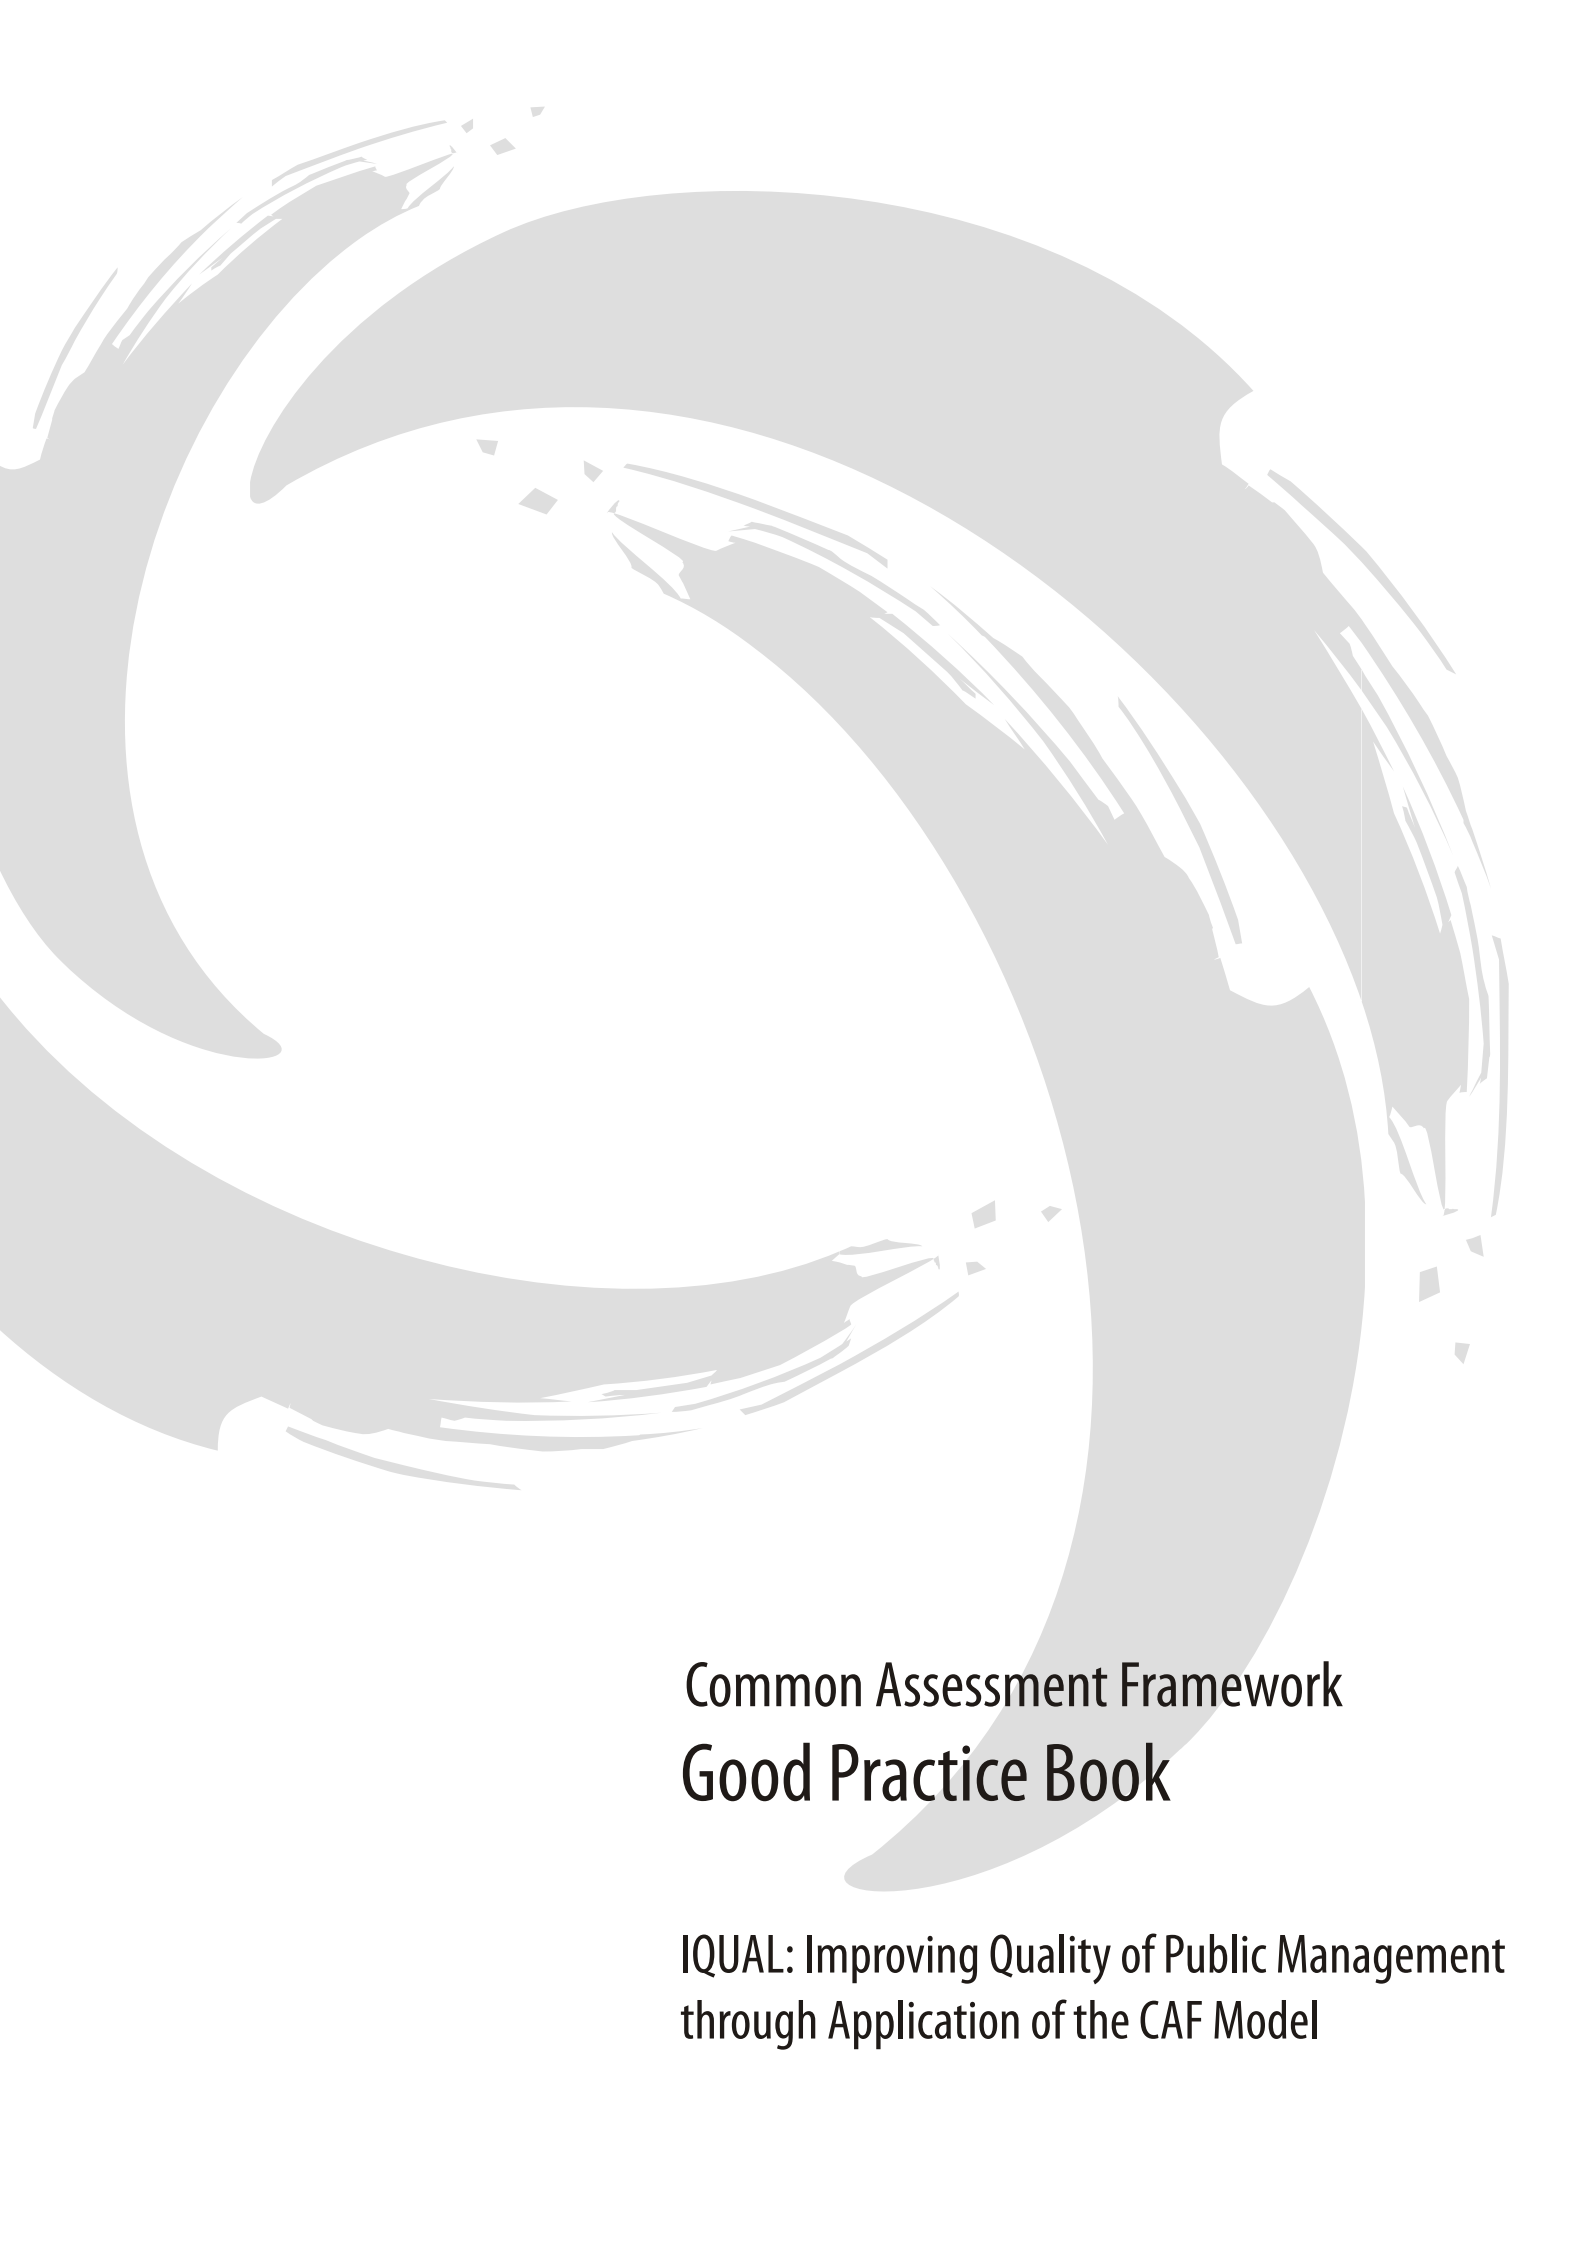 Common Assessment Framework
Good Practice Book
IQUAL: Improving Quality of Public Management
through Application of the CAF Model